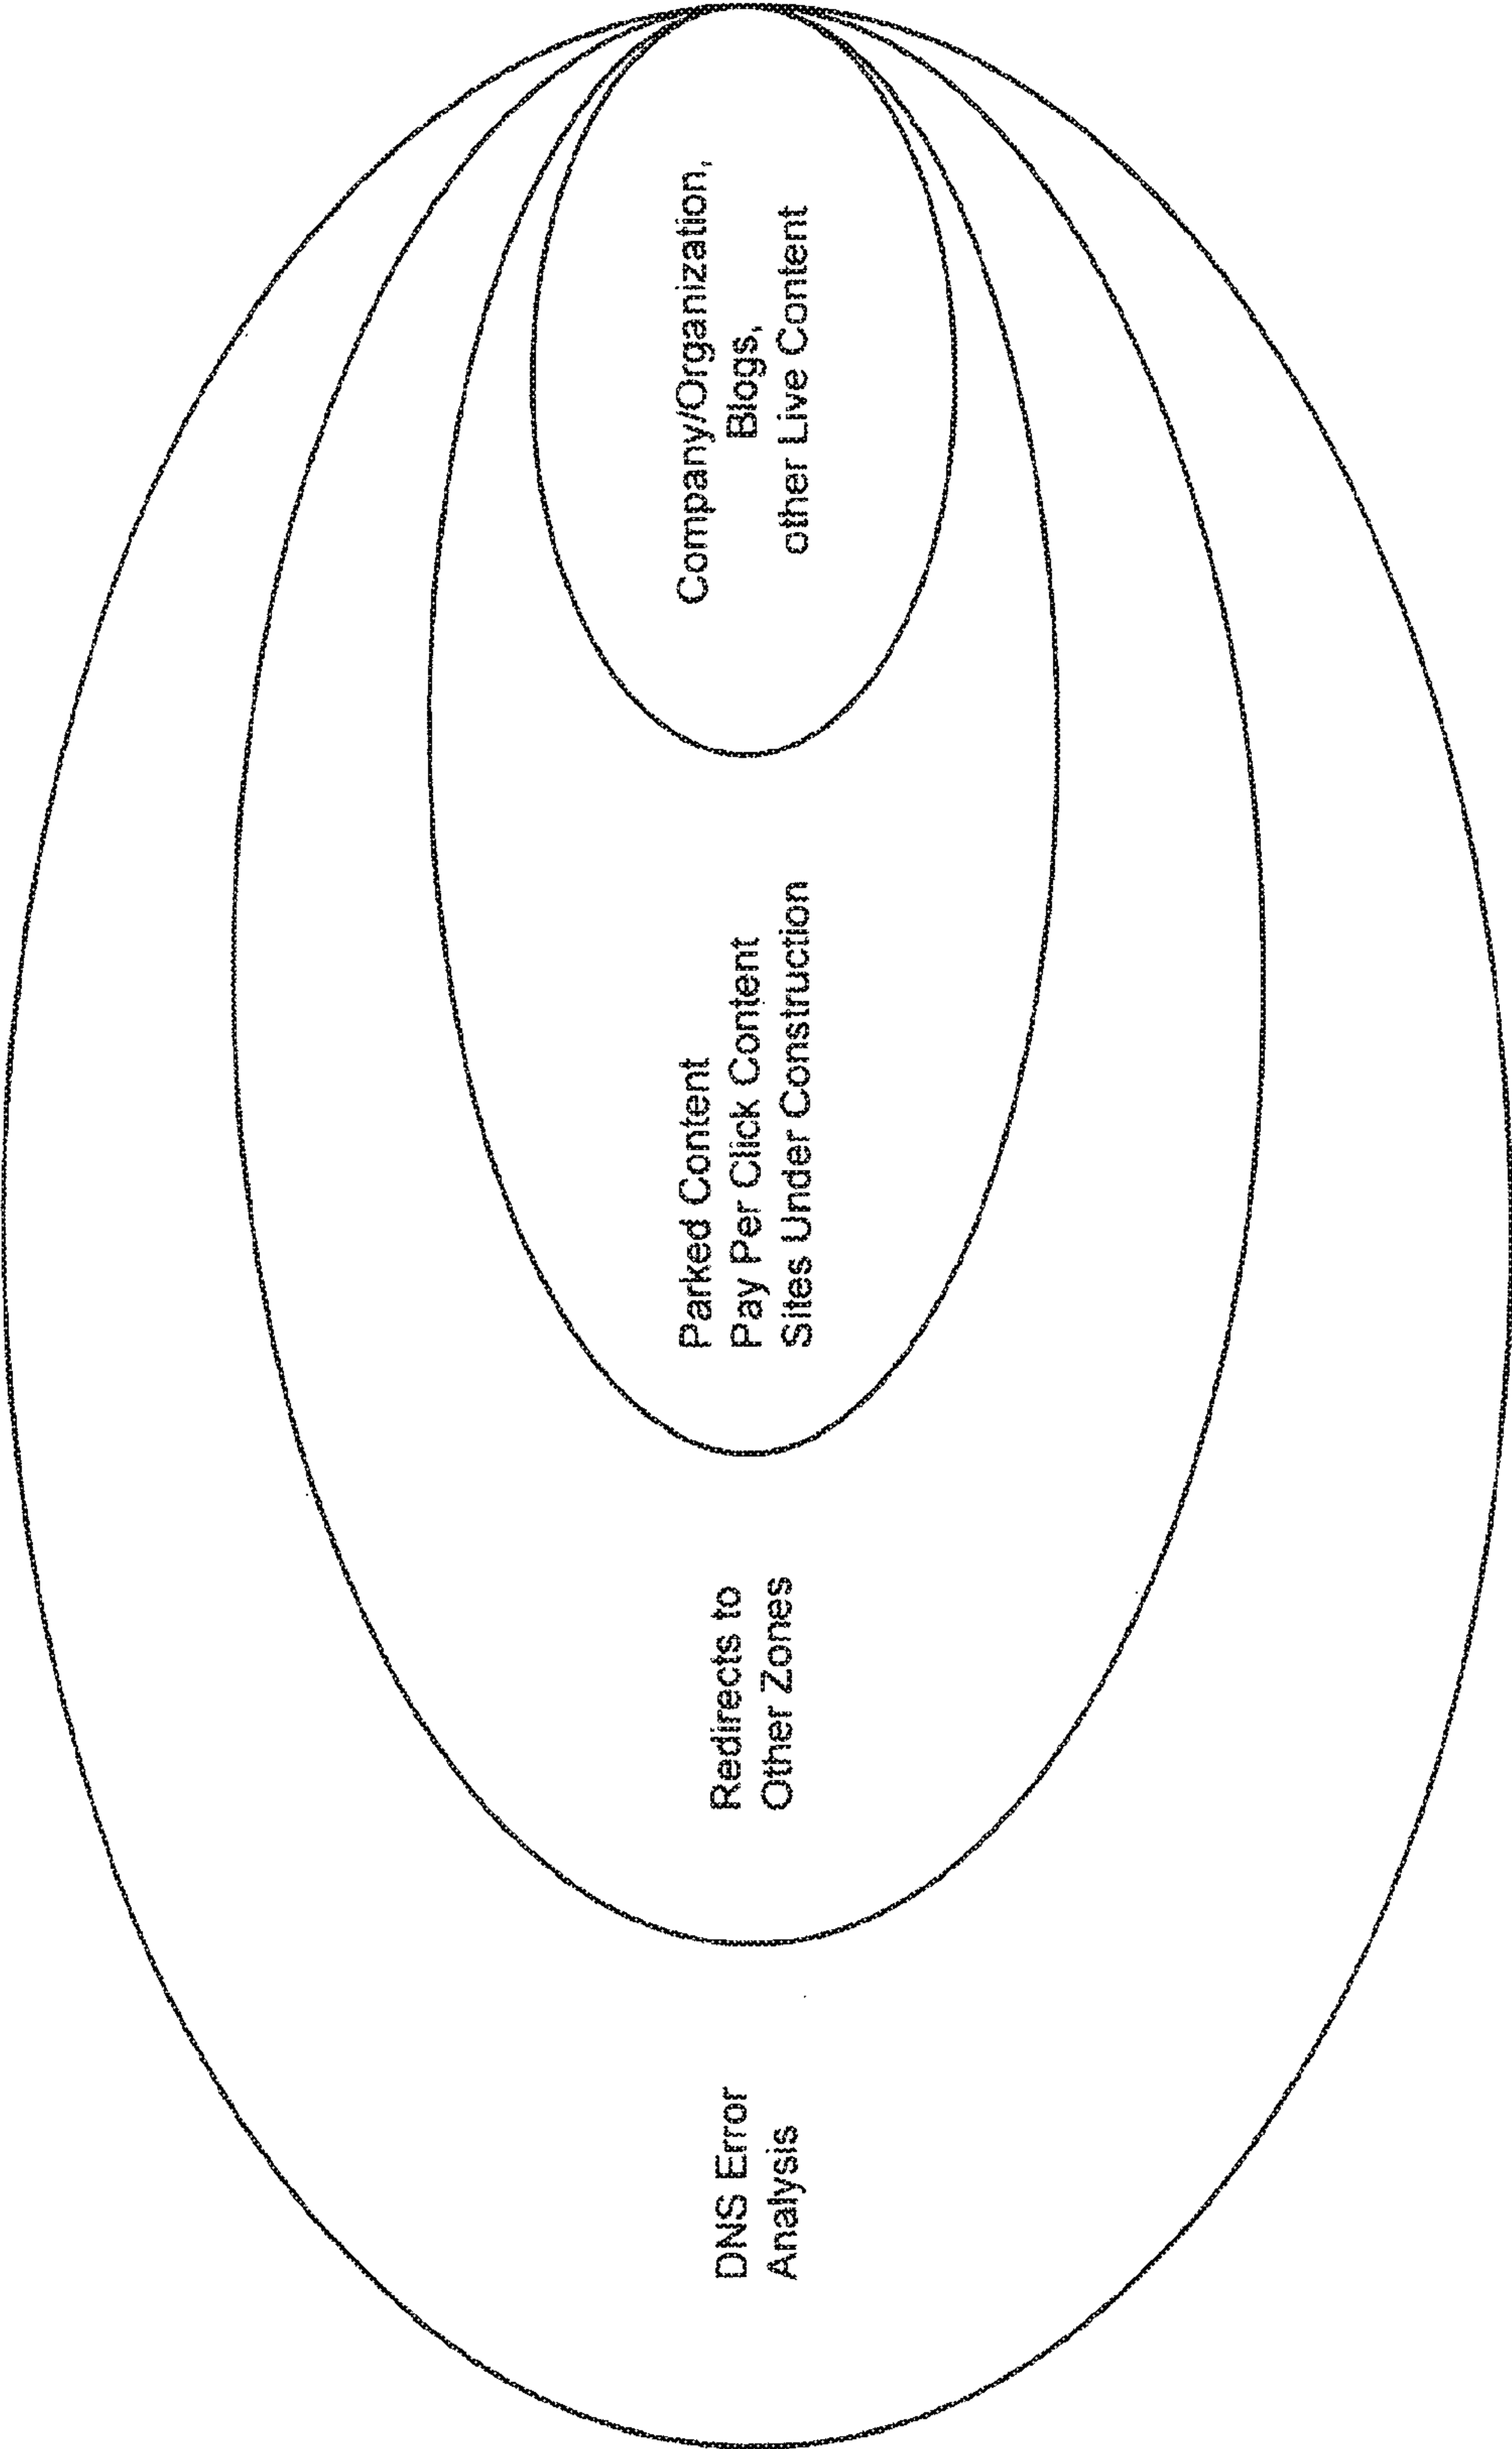 DNS Error
Analysis
Redirects to
Other Zones
Parked Content
Pay Per Click Content
Sites Under Construction
Company/Organization,
Blogs,
other Live Content